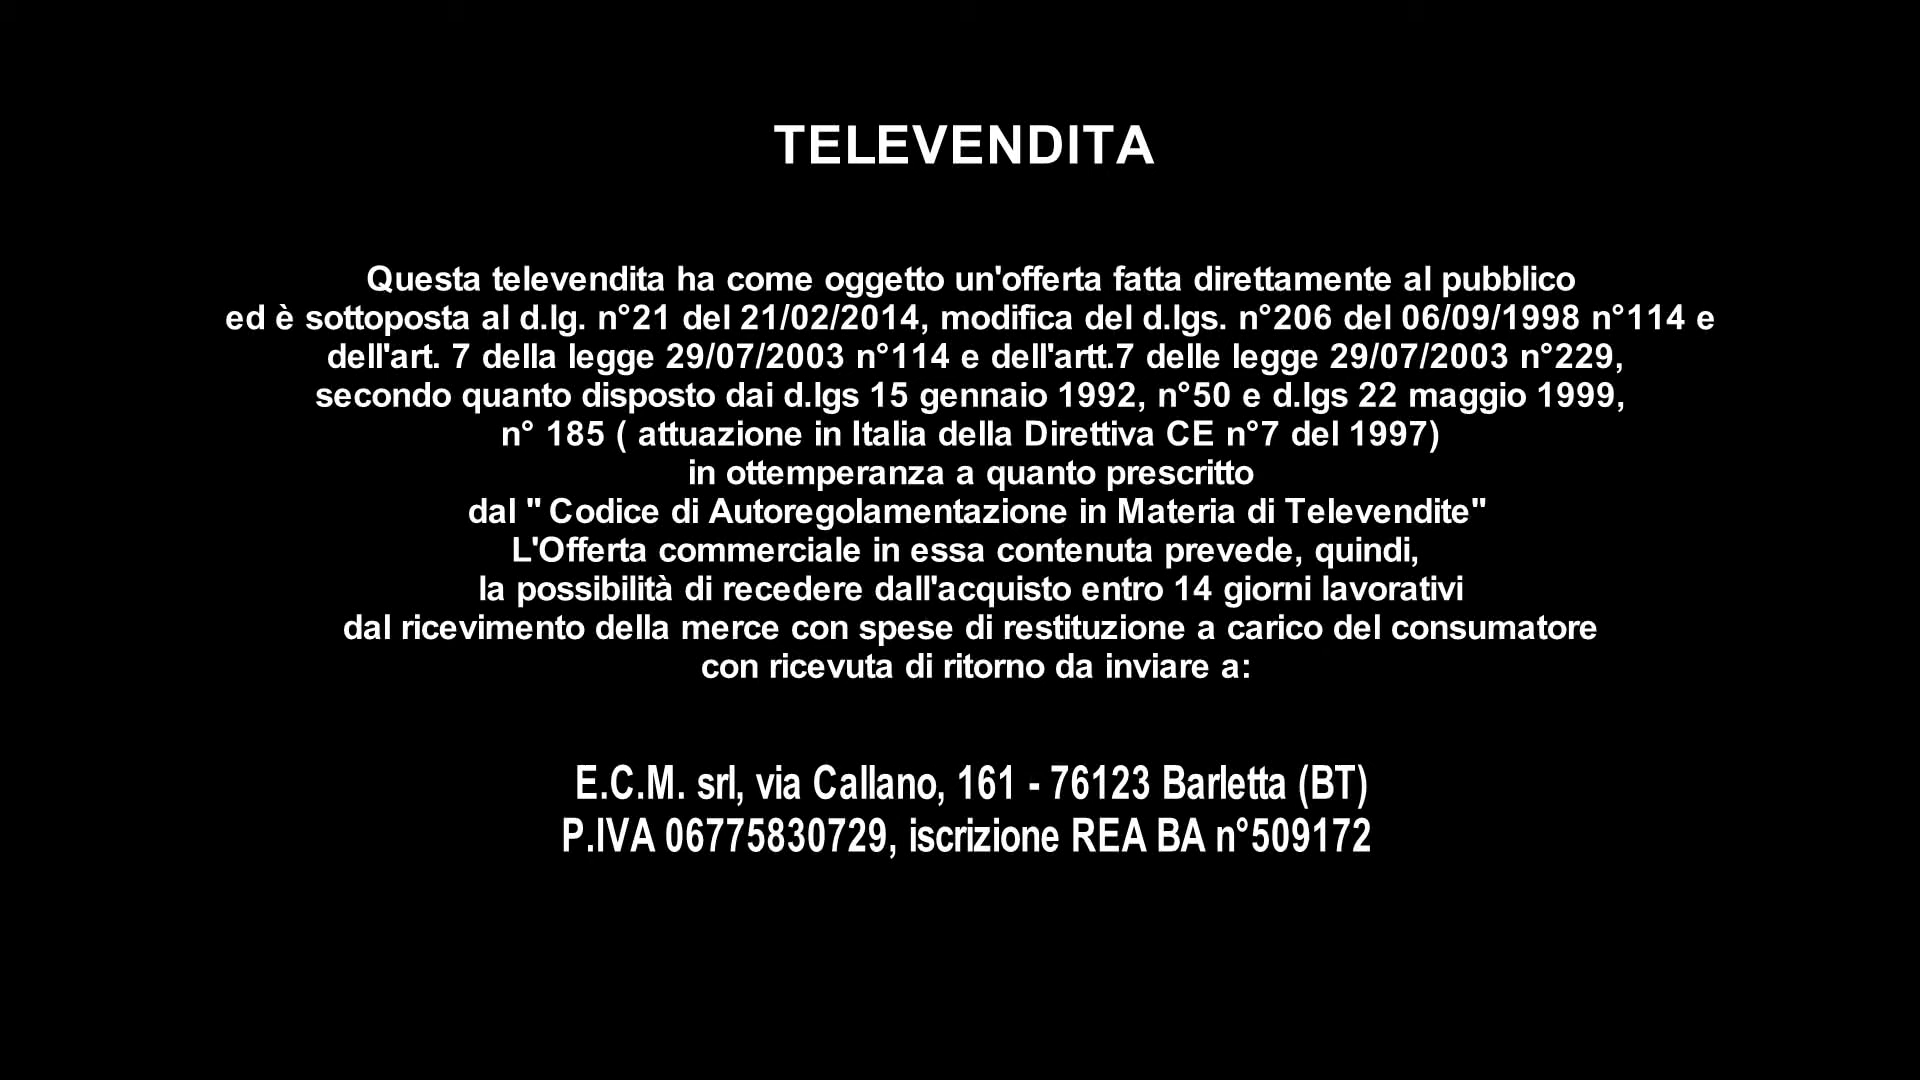 TELEVENDITA
Questa televendita ha come oggetto un'offerta fatta direttamente al pubblico
ed è sottoposta al d.lg. n°21 del 21/02/2014, modifica del d.lgs. n°206 del 06/09/1998 n°114 e
dell'art. 7 della legge 29/07/2003 n°114 e dell'artt.7 delle legge 29/07/2003 n°229,
secondo quanto disposto dai d.lgs 15 gennaio 1992, n°50 e d.lgs 22 maggio 1999,
n° 185 ( attuazione in Italia della Direttiva CE n°7 del 1997)
in ottemperanza a quanto prescritto
dal " Codice di Autoregolamentazione in Materia di Televendite"
L'Offerta commerciale in essa contenuta prevede, quindi,
la possibilità di recedere dall'acquisto entro 14 giorni lavorativi
dal ricevimento della merce con spese di restituzione a carico del consumatore
con ricevuta di ritorno da inviare a:
E.C.M. srl, via Callano, 161 - 76123 Barletta (BT)
P.IVA 06775830729, iscrizione REA BA n°509172